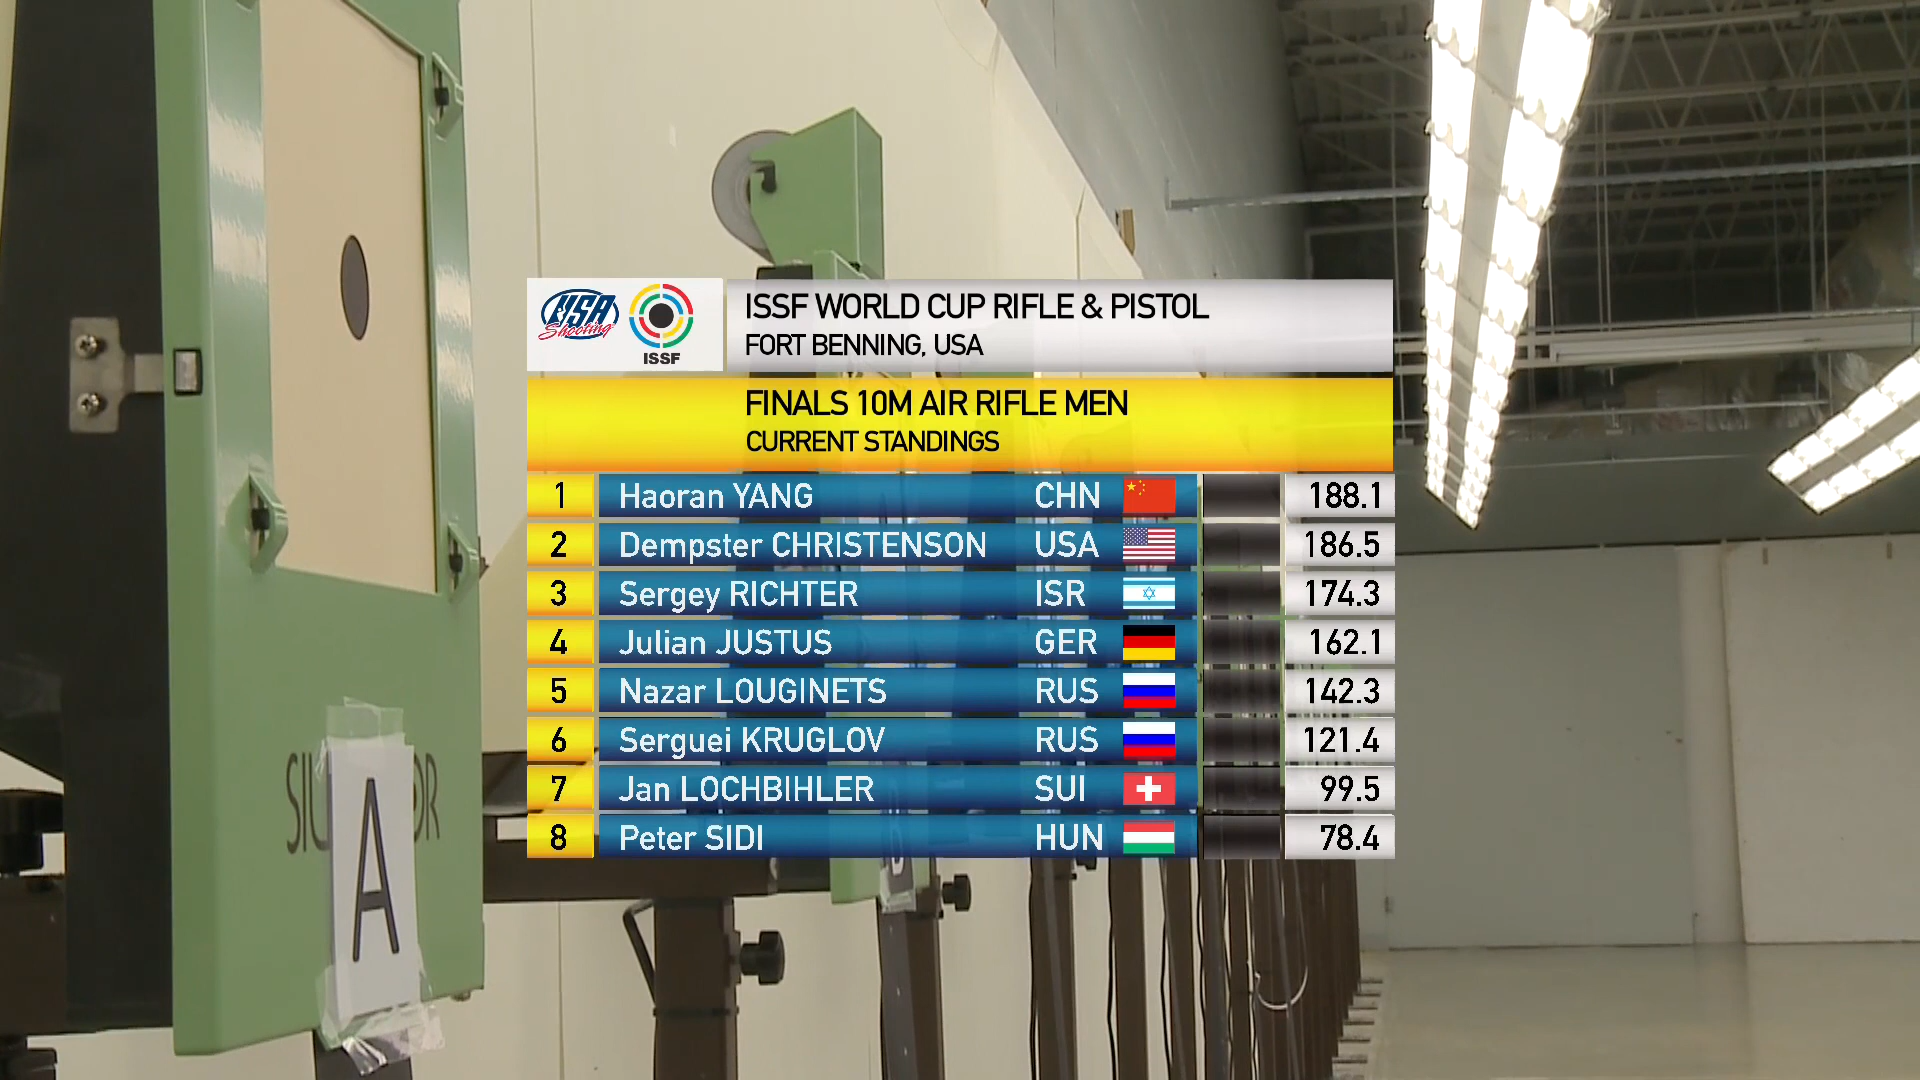 USA
Shooting
ISSF
ISSF WORLD CUP RIFLE & PISTOL
FORT BENNING, USA
FINALS 10M AIR RIFLE MEN
CURRENT STANDINGS
1 Haoran YANG CHN 188.1
2 Dempster CHRISTENSON USA 186.5
3 Sergey RICHTER ISR 174.3
4 Julian JUSTUS GER 162.1
5 Nazar LOUGINETS RUS 142.3
6 Serguei KRUGLOV RUS 121.4
7 Jan LOCHBIHLER SUI 99.5
8 Peter SIDI HUN 78.4
A